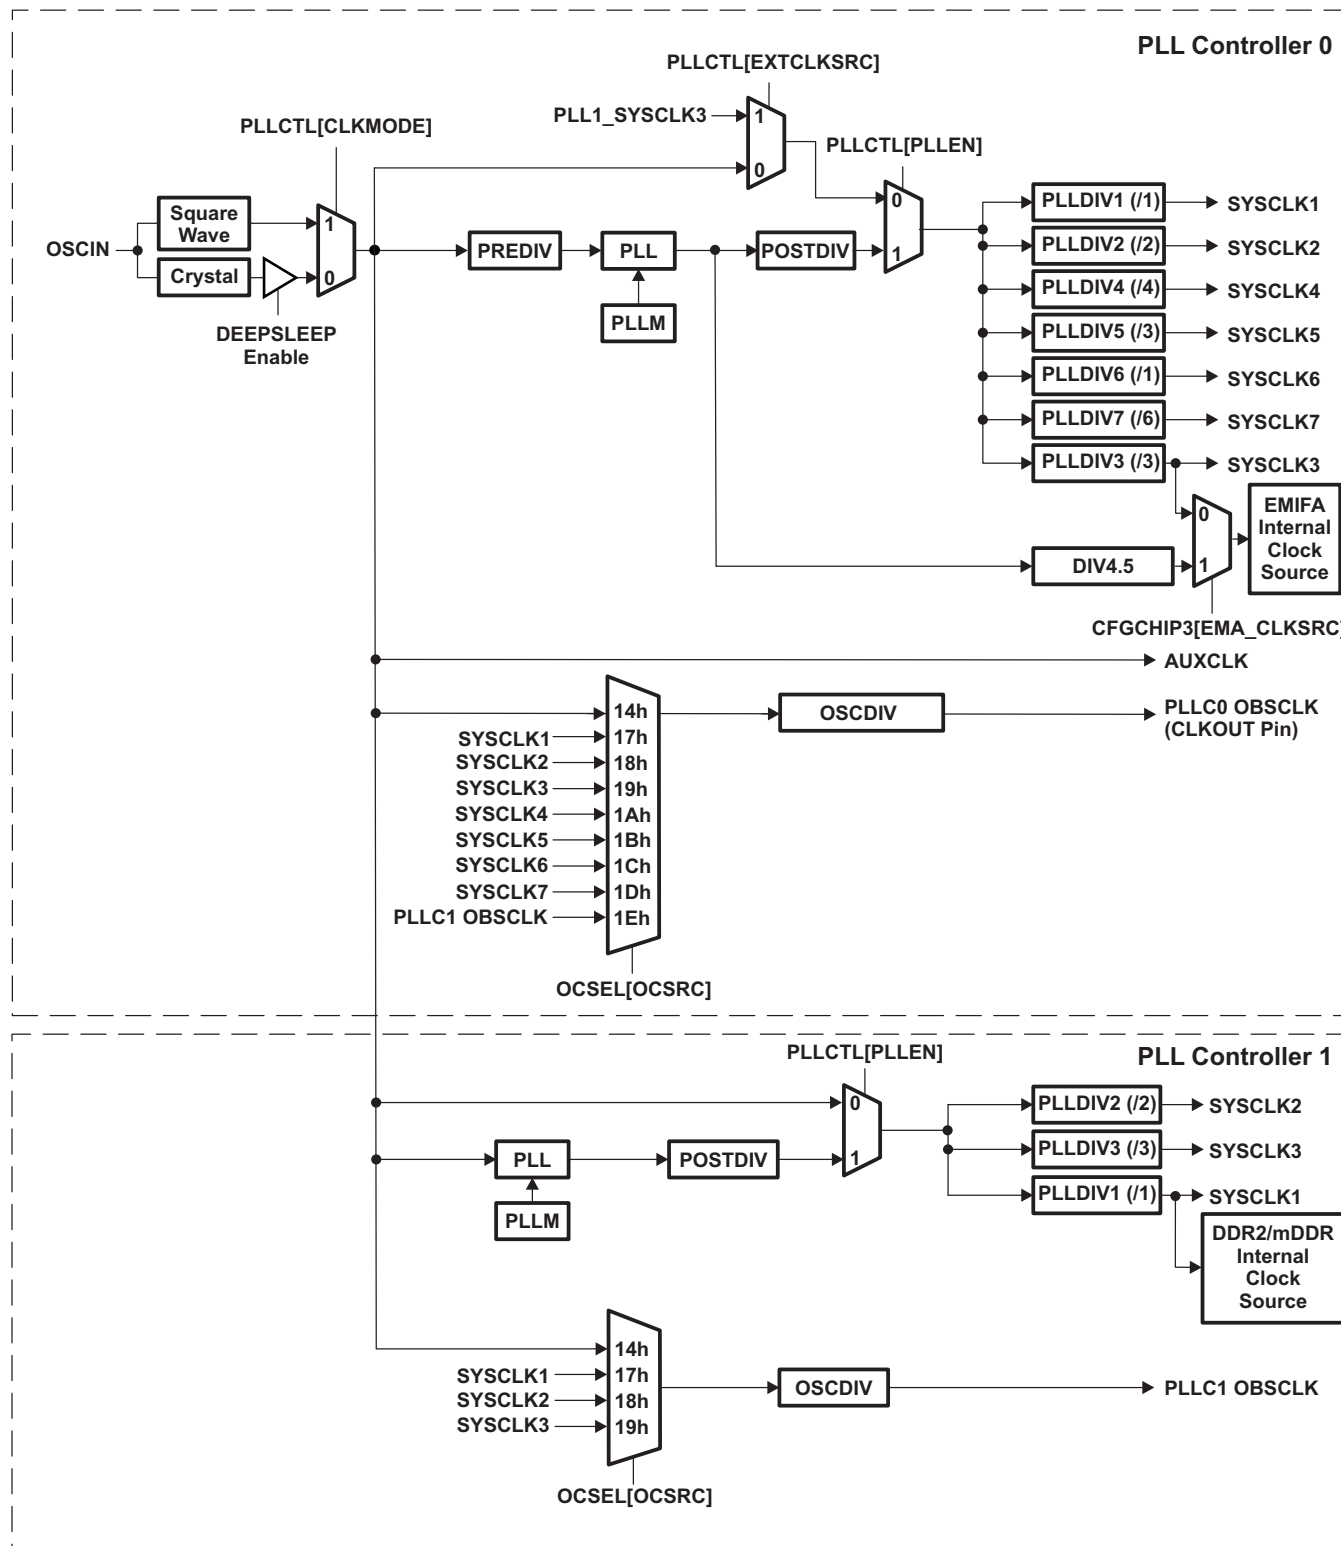 PLL Controller 0
PLLCTL[EXTCLKSRC]
PLL1_SYSCLK3
1
0
PLLCTL[CLKMODE]
PLLCTL[PLLEN]
OSCIN
Square
Wave
Crystal
1
0
DEEPSLEEP
Enable
PREDIV
PLL
PLLM
POSTDIV
0
1
PLLDIV1 (/1)
SYSCLK1
PLLDIV2 (/2)
SYSCLK2
PLLDIV4 (/4)
SYSCLK4
PLLDIV5 (/3)
SYSCLK5
PLLDIV6 (/1)
SYSCLK6
PLLDIV7 (/6)
SYSCLK7
PLLDIV3 (/3)
SYSCLK3
DIV4.5
0
1
EMIFA
Internal
Clock
Source
CFGCHIP3[EMA_CLKSRC]
AUXCLK
14h
SYSCLK1 17h
SYSCLK2 18h
SYSCLK3 19h
SYSCLK4 1Ah
SYSCLK5 1Bh
SYSCLK6 1Ch
SYSCLK7 1Dh
PLLC1 OBSCLK 1Eh
OCSEL[OCSRC]
OSCDIV
PLLC0 OBSCLK
(CLKOUT Pin)
PLL Controller 1
PLLCTL[PLLEN]
0
1
PLL
PLLM
POSTDIV
PLLDIV2 (/2)
SYSCLK2
PLLDIV3 (/3)
SYSCLK3
PLLDIV1 (/1)
SYSCLK1
DDR2/mDDR
Internal
Clock
Source
14h
SYSCLK1 17h
SYSCLK2 18h
SYSCLK3 19h
OCSEL[OCSRC]
OSCDIV
PLLC1 OBSCLK